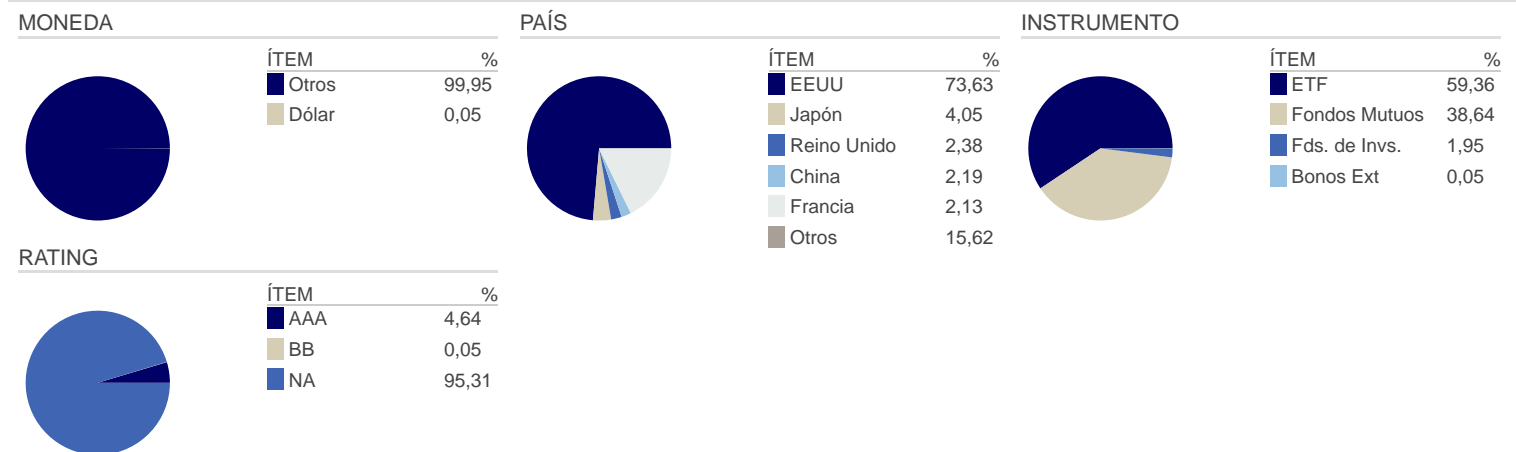 MONEDA
ÍTEM %
Otros 99,95
Dólar 0,05
PAÍS
ÍTEM %
EEUU 73,63
Japón 4,05
Reino Unido 2,38
China 2,19
Francia 2,13
Otros 15,62
INSTRUMENTO
ÍTEM %
ETF 59,36
Fondos Mutuos 38,64
Fds. de Invs. 1,95
Bonos Ext 0,05
RATING
ÍTEM %
AAA 4,64
BB 0,05
NA 95,31